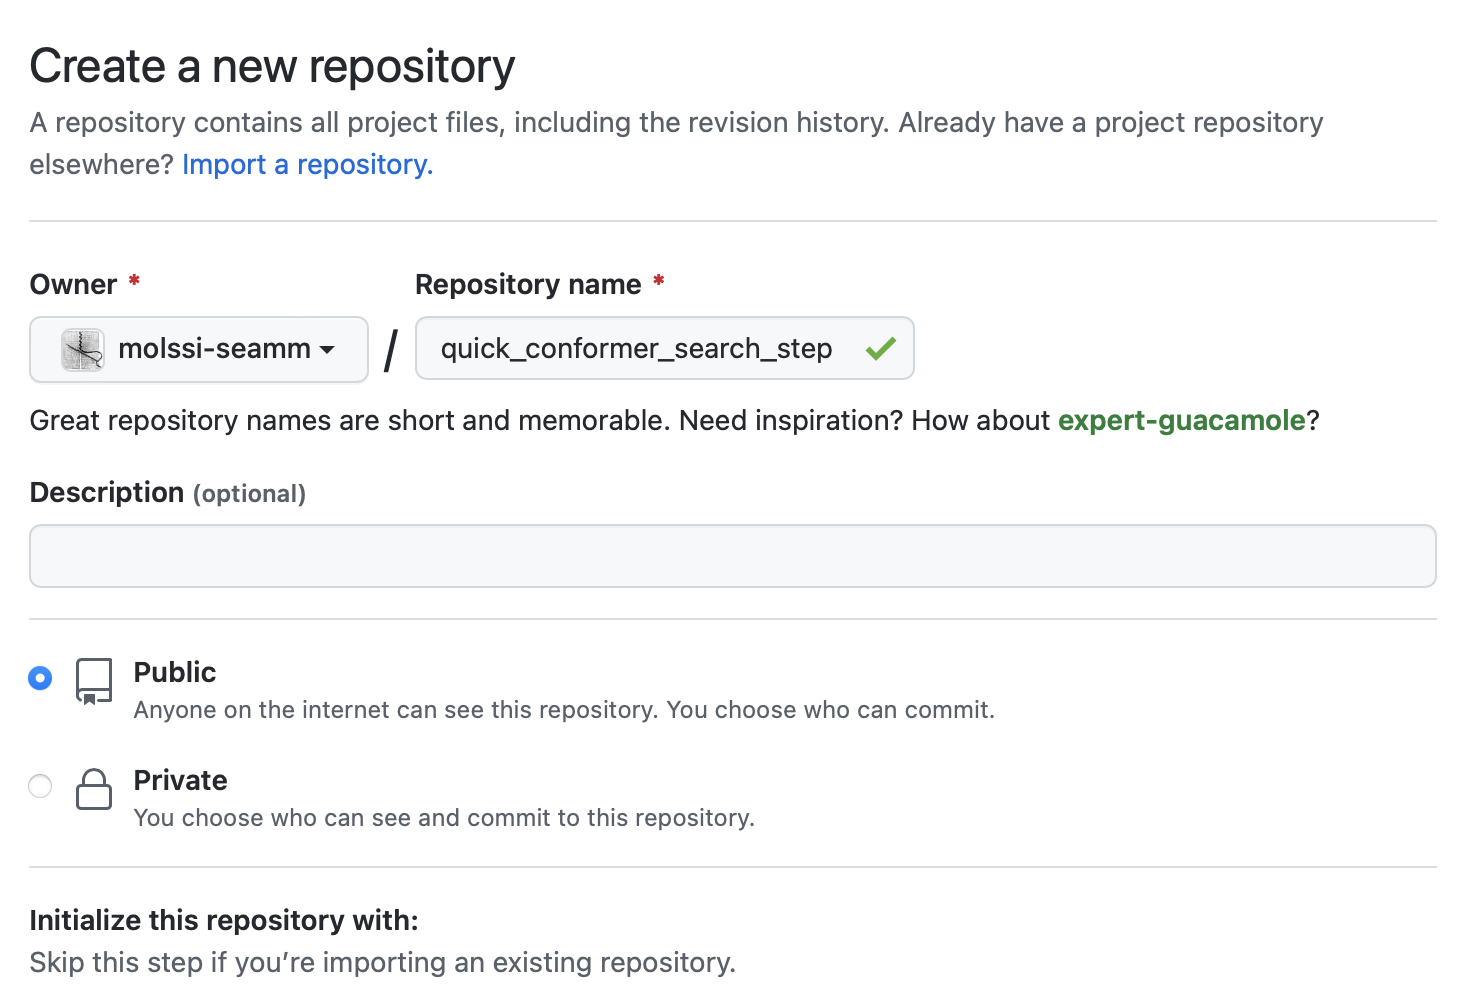 Create a new repository
A repository contains all project files, including the revision history. Already have a project repository
elsewhere? Import a repository.
Owner * Repository name *
molssi-seamm / quick_conformer_search_step
Great repository names are short and memorable. Need inspiration? How about expert-guacamole?
Description (optional)
Public
Anyone on the internet can see this repository. You choose who can commit.
Private
You choose who can see and commit to this repository.
Initialize this repository with:
Skip this step if you’re importing an existing repository.